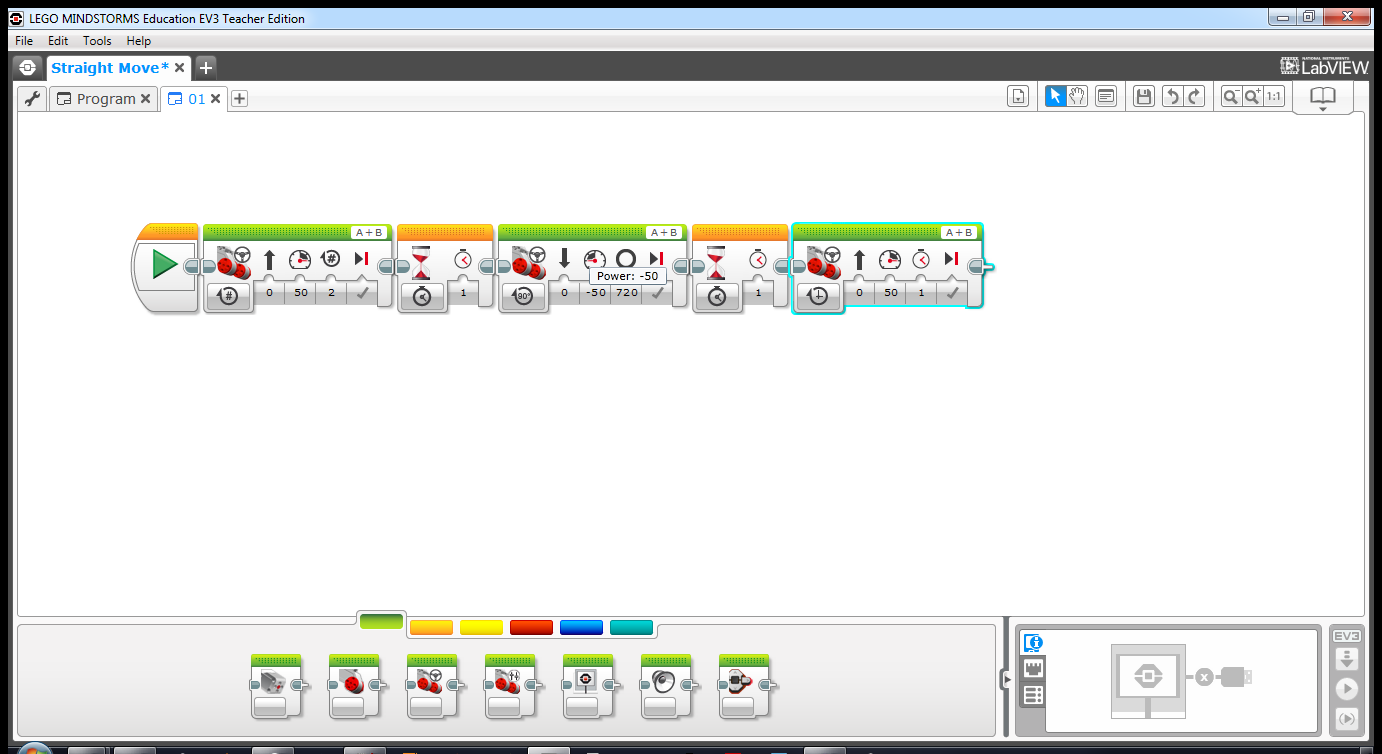 LEGO MINDSTORMS Education EV3 Teacher Edition
File Edit Tools Help
Straight Move*
NATIONAL INSTRUMENTS
LabVIEW
Program 01
1:1
A+B A+B A+B
#
Power: -50
# 90°
0 50 2 1 0 -50 720 1 0 50 1
EV3